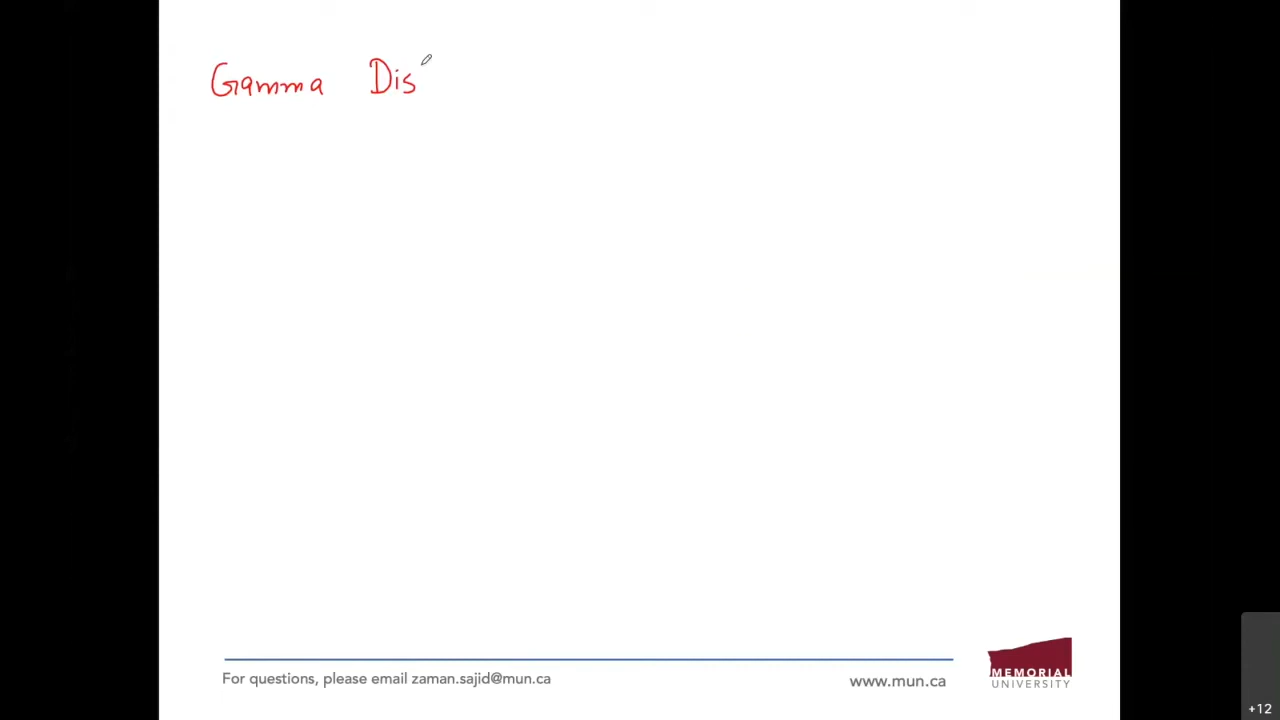 Gamma Dis
For questions, please email zaman.sajid@mun.ca
www.mun.ca
MEMORIAL
UNIVERSITY
+12